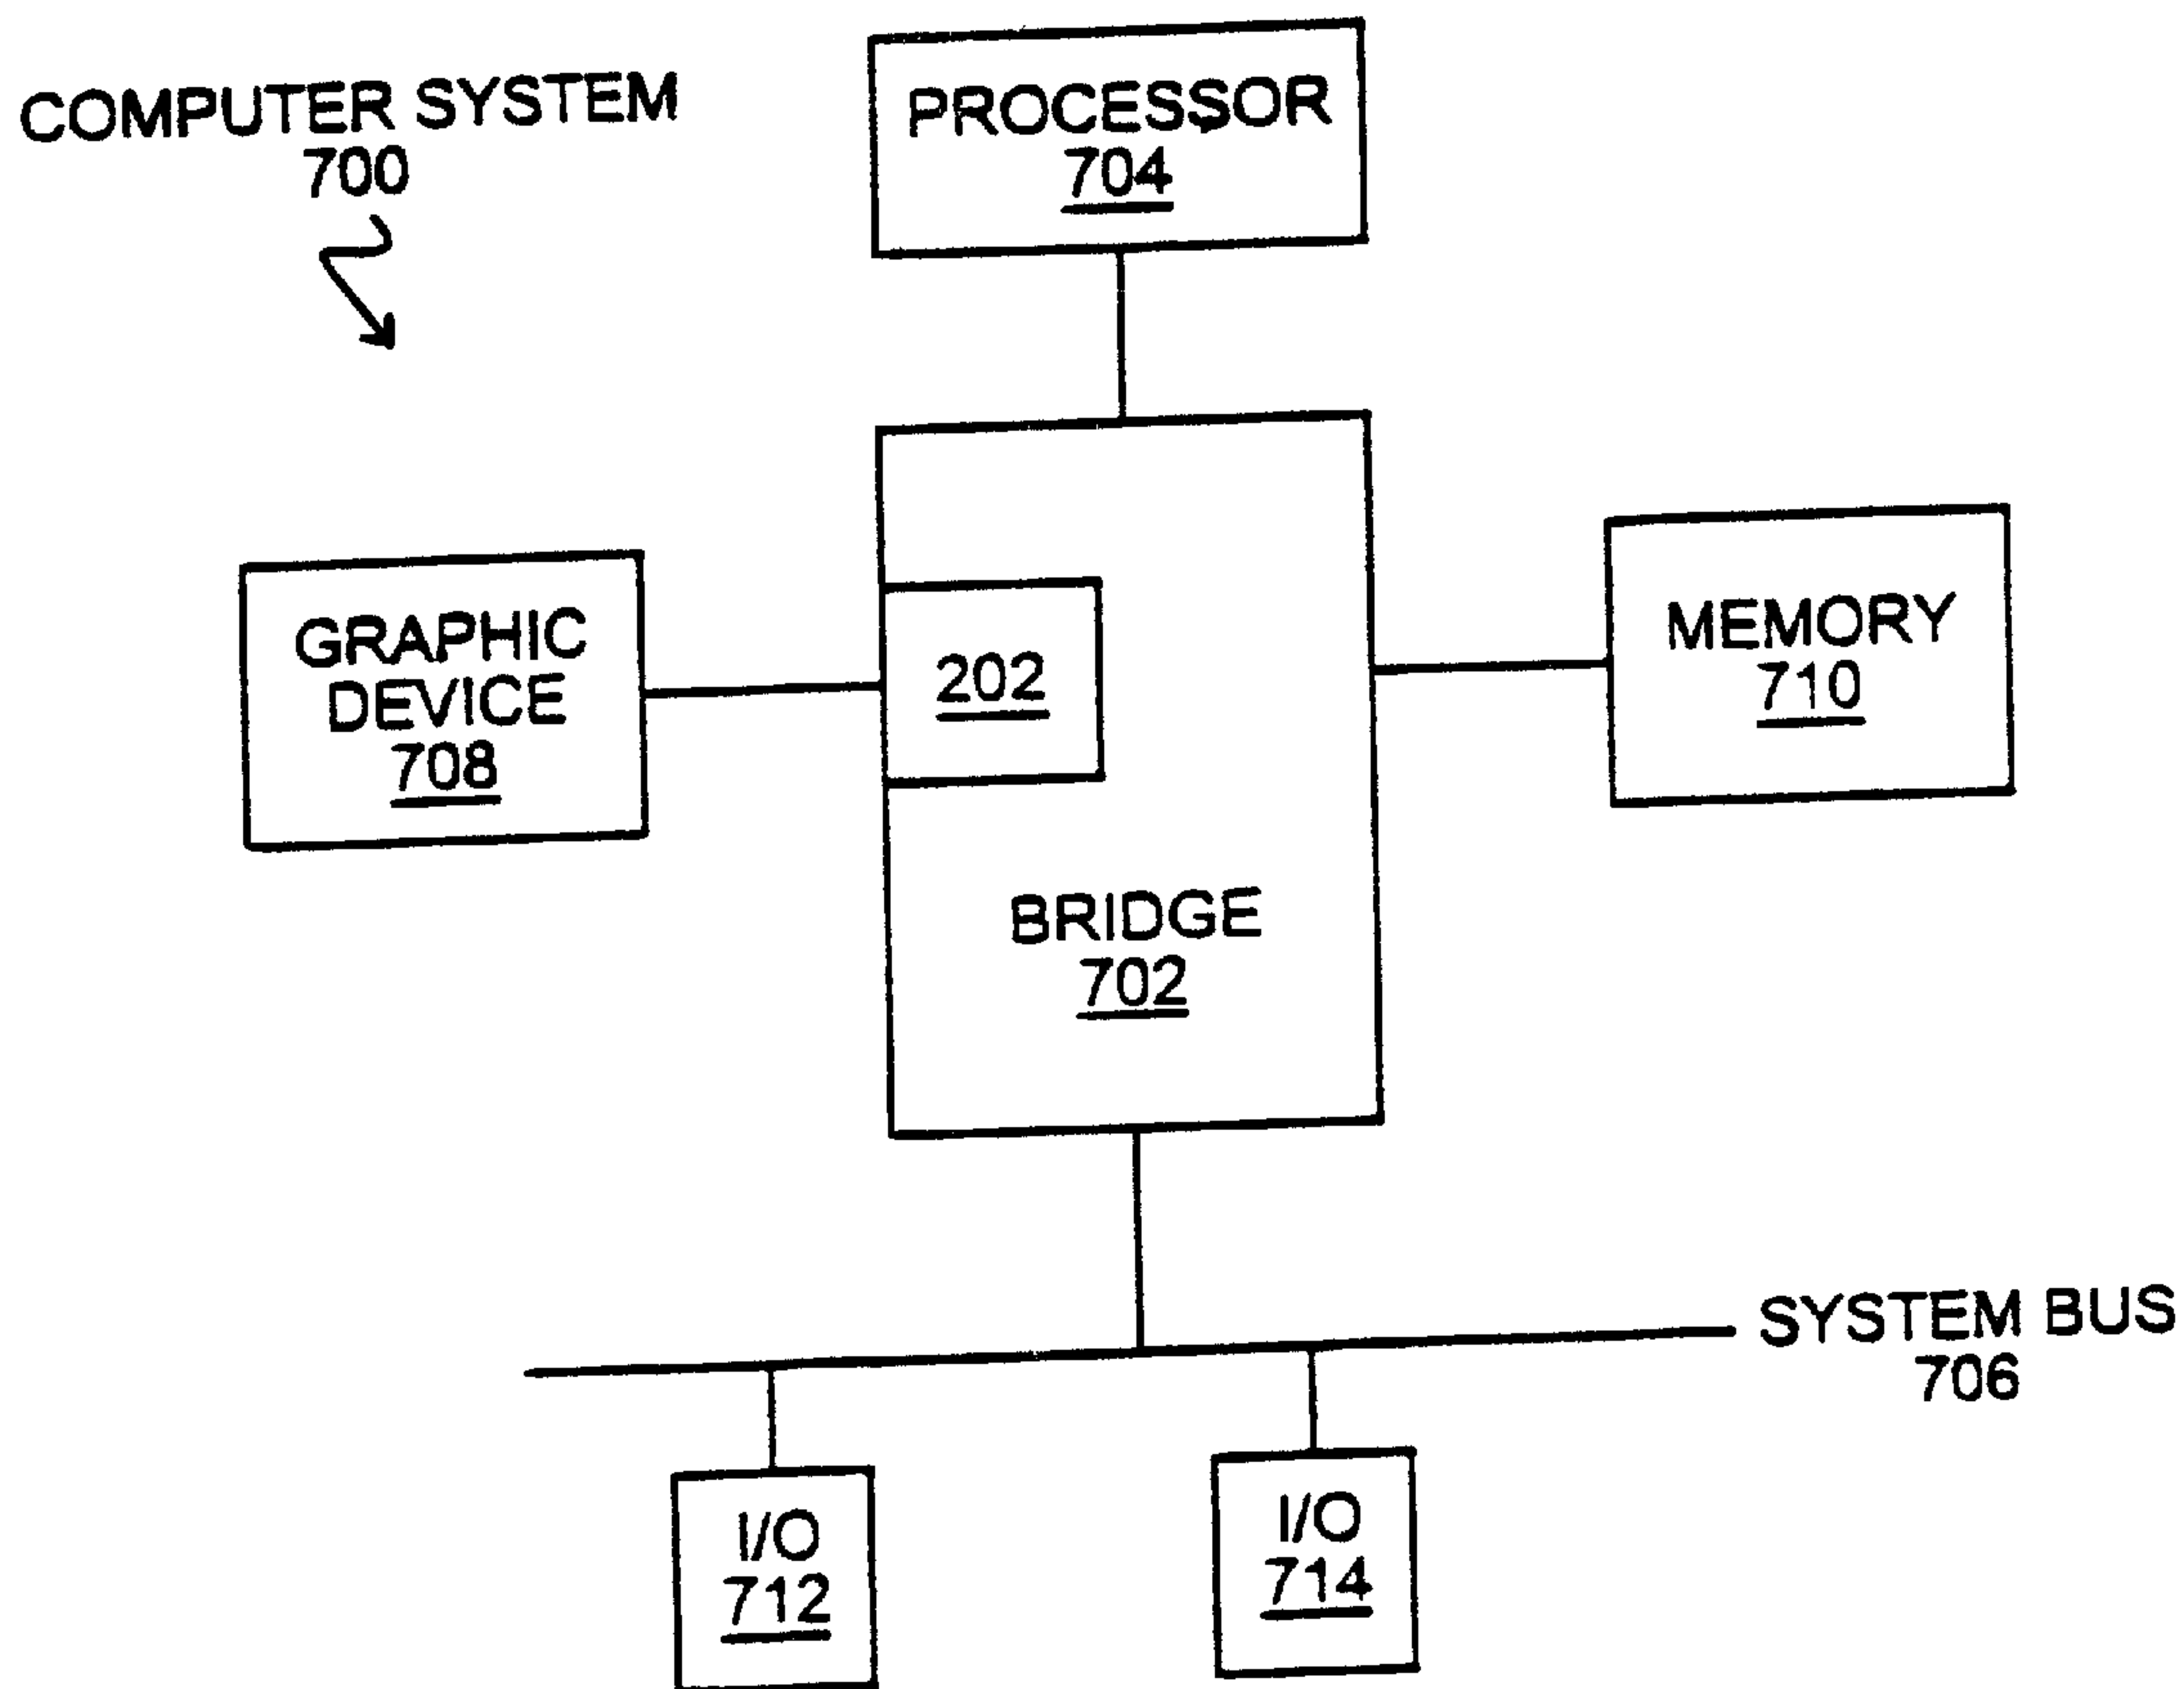 COMPUTER SYSTEM
700
PROCESSOR
704
GRAPHIC
DEVICE
708
202
MEMORY
710
BRIDGE
702
SYSTEM BUS
706
I/O
712
I/O
714